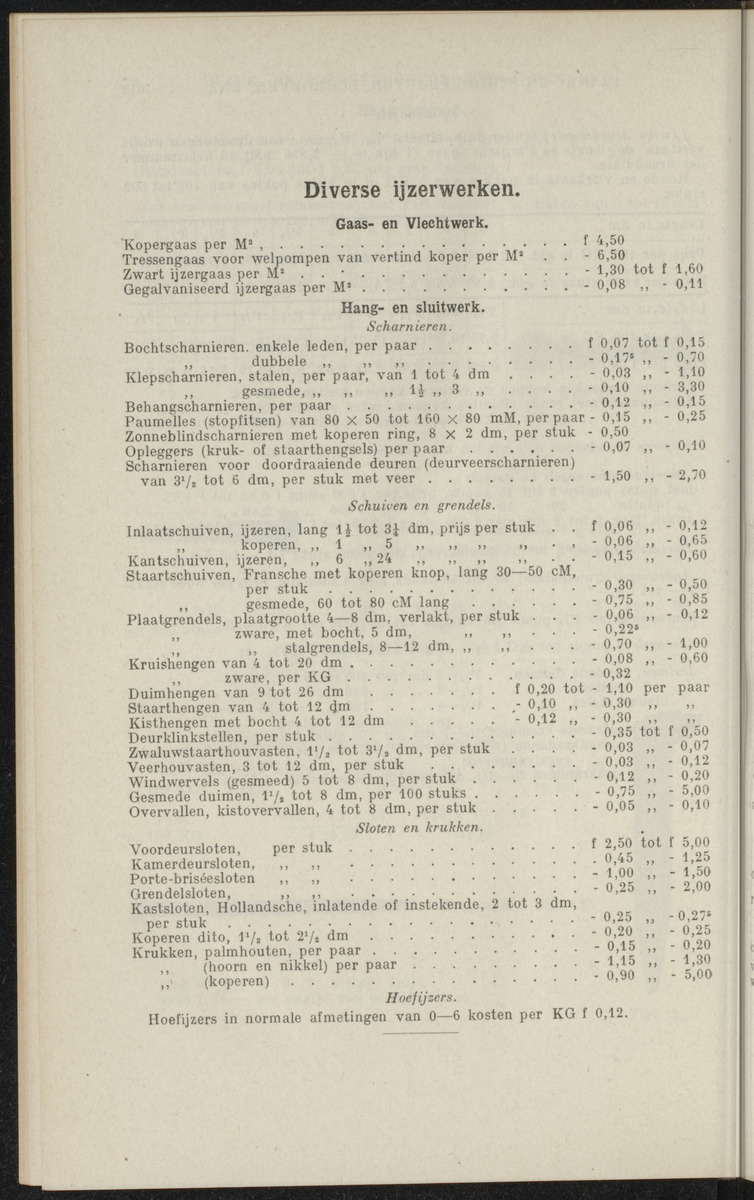 Diverse ijzerwerken.
Gaas- en Vlechtwerk.
Kopergaas per M² , . . . . . . . . . . . . . . . f 4,50
Tressengaas voor welpompen van vertind koper per M² . . - 6,50
Zwart ijzergaas per M² . . . . . . . . . . . . . . - 1,30 tot f 1,60
Gegalvaniseerd ijzergaas per M² . . . . . . . . . . . - 0,08 ,, - 0,11
Hang- en sluitwerk.
Scharnieren.
Bochtscharnieren. enkele leden, per paar . . . . . . . . f 0,07 tot f 0,15
,, dubbele ,, ,, ,, . . . . . . . . - 0,17⁵ ,, - 0,70
Klepscharnieren, stalen, per paar, van 1 tot 4 dm . . . . - 0,03 ,, - 1,10
,, gesmede, ,, ,, ,, 1½ ,, 3 ,, . . . . - 0,10 ,, - 3,30
Behangscharnieren, per paar . . . . . . . . . . . . - 0,12 ,, - 0,15
Paumelles (stopfitsen) van 80 × 50 tot 160 × 80 mM, per paar - 0,15 ,, - 0,25
Zonneblindscharnieren met koperen ring, 8 × 2 dm, per stuk - 0,50
Opleggers (kruk- of staarthengsels) per paar . . . . . . - 0,07 ,, - 0,10
Scharnieren voor doordraaiende deuren (deurveerscharnieren)
van 3¹/₂ tot 6 dm, per stuk met veer . . . . . . . . - 1,50 ,, - 2,70
Schuiven en grendels.
Inlaatschuiven, ijzeren, lang 1½ tot 3¼ dm, prijs per stuk . . f 0,06 ,, - 0,12
,, koperen, ,, 1 ,, 5 ,, ,, ,, ,, . , - 0,06 ,, - 0,65
Kantschuiven, ijzeren, ,, 6 ,, 24 ,, ,, ,, ,, . . - 0,15 ,, - 0,60
Staartschuiven, Fransche met koperen knop, lang 30—50 cM,
per stuk . . . . . . . . . . . . . - 0,30 ,, - 0,50
,, gesmede, 60 tot 80 cM lang . . . . . . - 0,75 ,, - 0,85
Plaatgrendels, plaatgrootte 4—8 dm, verlakt, per stuk . . . - 0,06 ,, - 0,12
,, zware, met bocht, 5 dm, ,, ,, . . . - 0,22⁵
,, ,, stalgrendels, 8—12 dm, ,, ,, . . . - 0,70 ,, - 1,00
Kruishengen van 4 tot 20 dm . . . . . . . . . . . . - 0,08 ,, - 0,60
,, zware, per KG . . . . . . . . . . . . - 0,32
Duimhengen van 9 tot 26 dm . . . . . . . f 0,20 tot - 1,10 per paar
Staarthengen van 4 tot 12 dm . . . . . . . - 0,10 ,, - 0,30 ,, ,,
Kisthengen met bocht 4 tot 12 dm . . . . . - 0,12 ,, - 0,30 ,, ,,
Deurklinkstellen, per stuk . . . . . . . . . . . . . - 0,35 tot f 0,50
Zwaluwstaarthouvasten, 1¹/₂ tot 3¹/₂ dm, per stuk . . . . - 0,03 ,, - 0,07
Veerhouvasten, 3 tot 12 dm, per stuk . . . . . . . - 0,03 ,, - 0,12
Windwervels (gesmeed) 5 tot 8 dm, per stuk . . . . . . - 0,12 ,, - 0,20
Gesmede duimen, 1¹/₂ tot 8 dm, per 100 stuks . . . . . . - 0,75 ,, - 5,00
Overvallen, kistovervallen, 4 tot 8 dm, per stuk . . . . . - 0,05 ,, - 0,10
Sloten en krukken.
Voordeursloten, per stuk . . . . . . . . . . . . f 2,50 tot f 5,00
Kamerdeursloten, ,, ,, . . . . . . . . . . . . . 0,45 ,, - 1,25
Porte-briséesloten ,, ,, . . . . . . . . . . . . - 1,00 ,, - 1,50
Grendelsloten, ,, ,, . . . . . . . . . . . . - 0,25 ,, - 2,00
Kastsloten, Hollandsche, inlatende of instekende, 2 tot 3 dm,
per stuk . . . . . . . . . . . . . . . . . - 0,25 ,, -0,27⁵
Koperen dito, 1¹/₂ tot 2¹/₂ dm . . . . . . . . . . . - 0,20 ,, - 0,25
Krukken, palmhouten, per paar . . . . . . . . . . . - 0,15 ,, - 0,20
,, (hoorn en nikkel) per paar . . . . . . . . . - 1,15 ,, - 1,30
,, (koperen) . . . . . . . . . . . . . . - 0,90 ,, - 5,00
Hoefijzers.
Hoefijzers in normale afmetingen van 0—6 kosten per KG f 0,12.